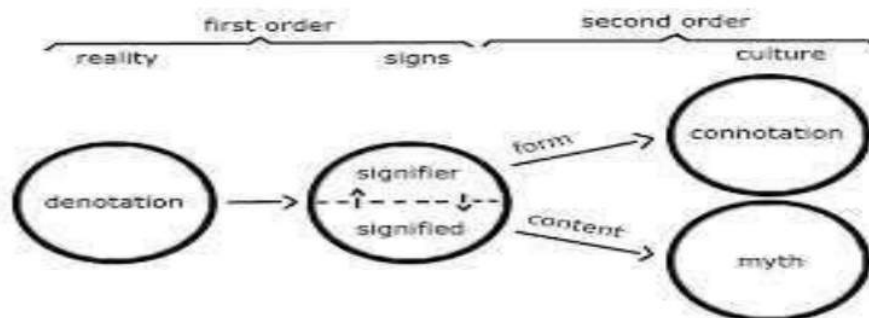 first order
second order
reality
signs
culture
denotation
signifier
signified
form
content
connotation
myth